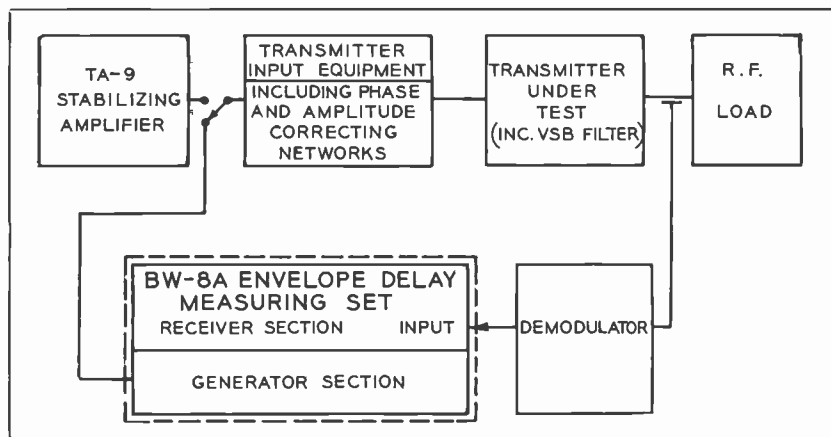 TA-9
STABILIZING
AMPLIFIER
TRANSMITTER
INPUT EQUIPMENT
INCLUDING PHASE
AND AMPLITUDE
CORRECTING
NETWORKS
TRANSMITTER
UNDER
TEST
(INC. VSB FILTER)
R.F.
LOAD
BW-8A ENVELOPE DELAY
MEASURING SET
RECEIVER SECTION INPUT
GENERATOR SECTION
DEMODULATOR